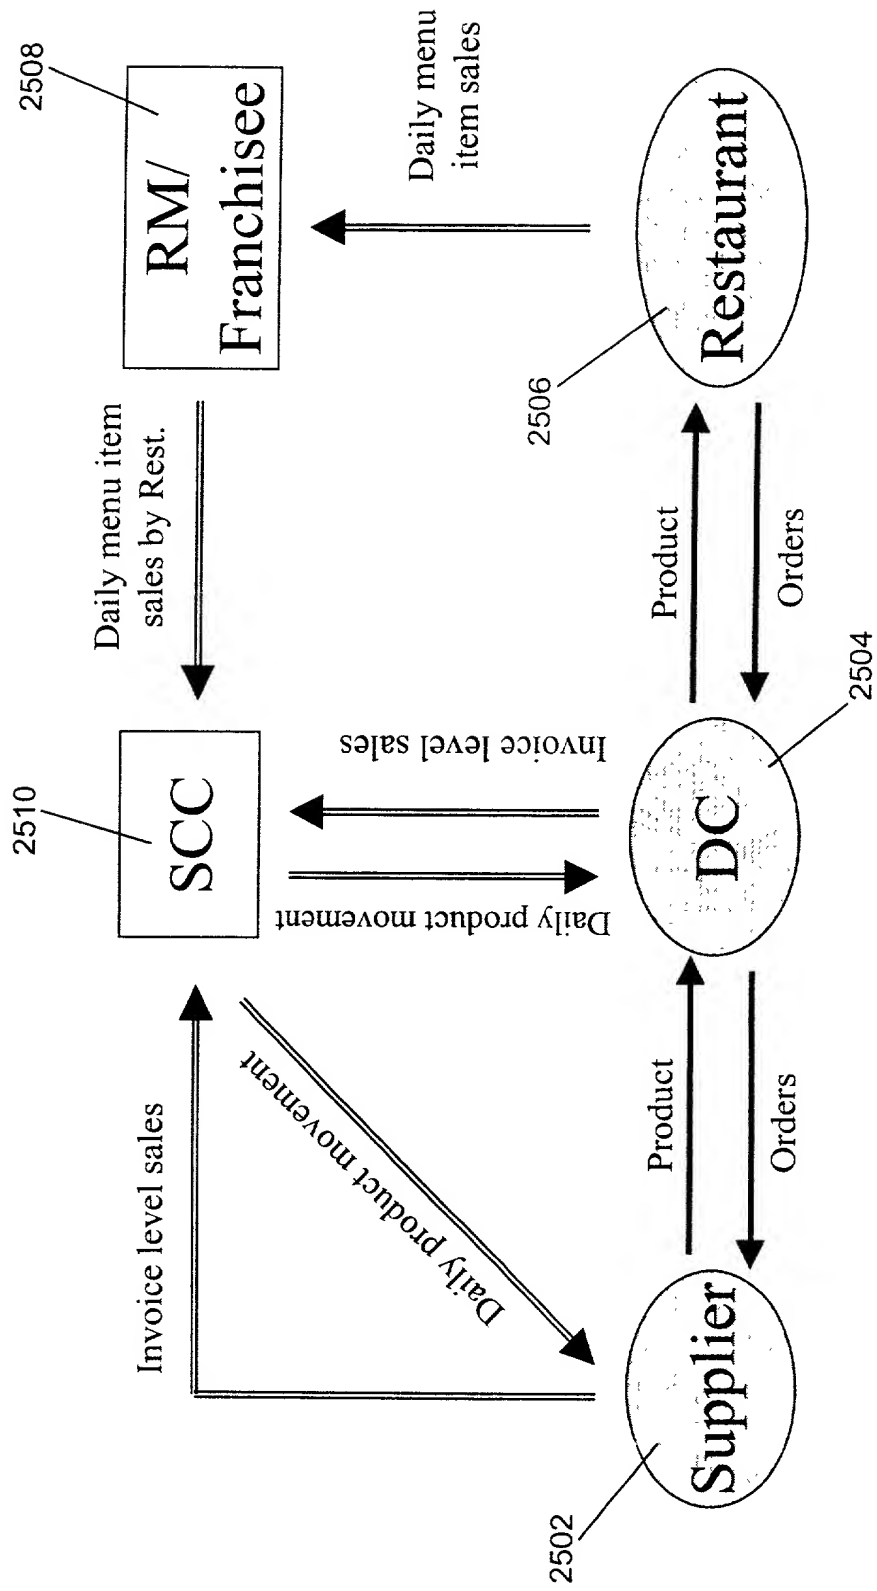 2510
2508
SCC
RM/
Franchisee
Invoice level sales
Daily menu item
sales by Rest.
Daily product movement
Daily product movement
Invoice level sales
Daily menu
item sales
2502
2506
Supplier
Product
Orders
DC
Product
Orders
Restaurant
2504